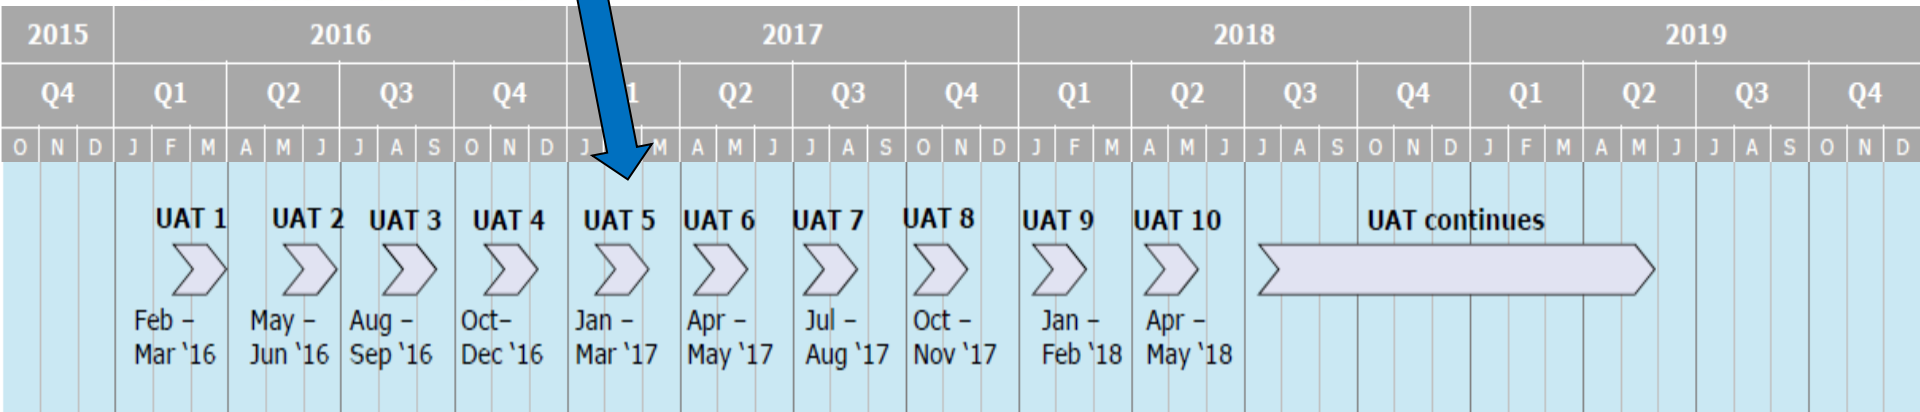 2015 2016 2017 2018 2019
Q4 Q1 Q2 Q3 Q4 1 Q2 Q3 Q4 Q1 Q2 Q3 Q4 Q1 Q2 Q3 Q4
O N D J F M A M J J A S O N D J M A M J J A S O N D J F M A M J J A S O N D J F M A M J J A S O N D
UAT 1 UAT 2 UAT 3 UAT 4 UAT 5 UAT 6 UAT 7 UAT 8 UAT 9 UAT 10 UAT continues
Feb – May – Aug – Oct– Jan – Apr – Jul – Oct – Jan – Apr –
Mar ‘16 Jun ‘16 Sep ‘16 Dec ‘16 Mar ‘17 May ‘17 Aug ‘17 Nov ‘17 Feb ‘18 May ‘18